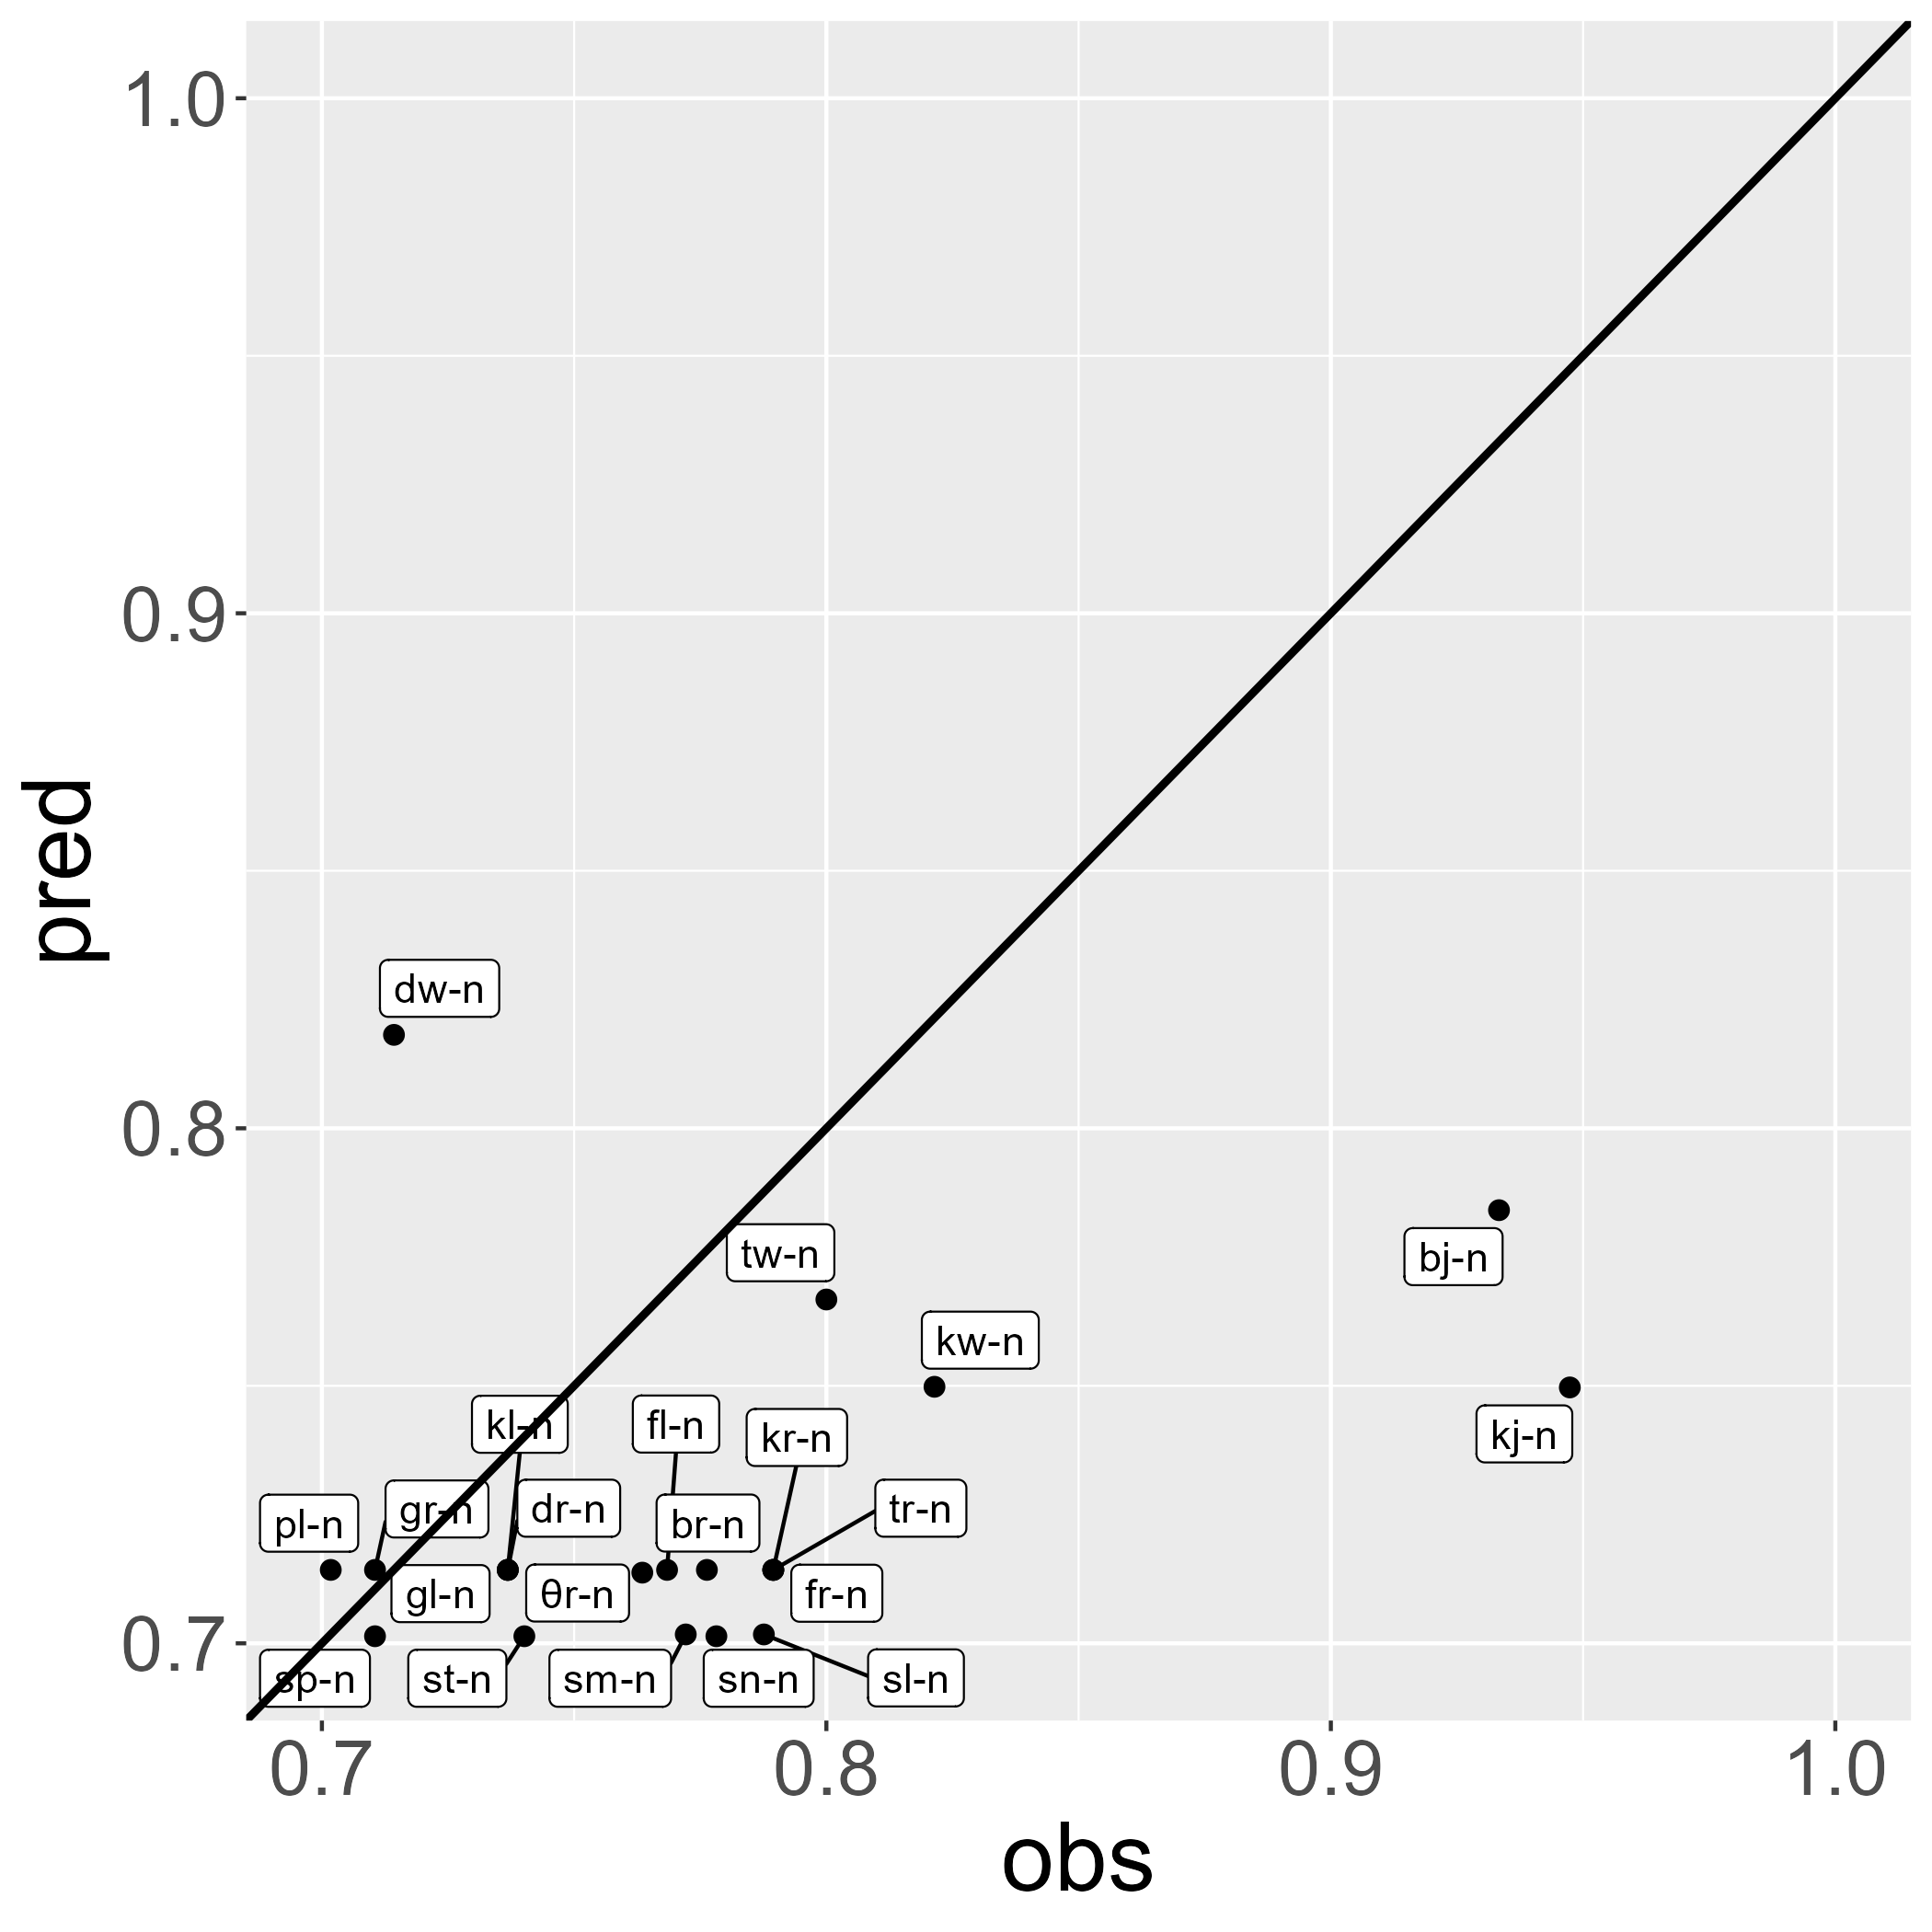 1.0
0.9
0.8
0.7
pred
dw-n
tw-n
bj-n
kw-n
kl-n
fl-n
kr-n
kj-n
pl-n
gr-n
dr-n
br-n
tr-n
gl-n
θr-n
fr-n
sp-n
st-n
sm-n
sn-n
sl-n
0.7
0.8
0.9
1.0
obs